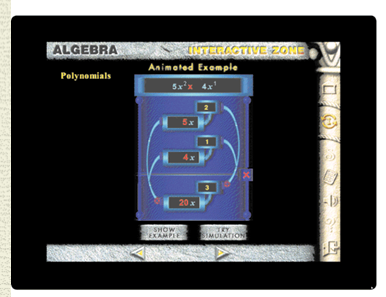 ALGEBRA
INTERACTIVE ZONE
Animated Example
Polynomials
5x² x 4x¹
2
5x
1
4x
x
3
20x
SHOW
EXAMPLE
TRY
SIMULATION